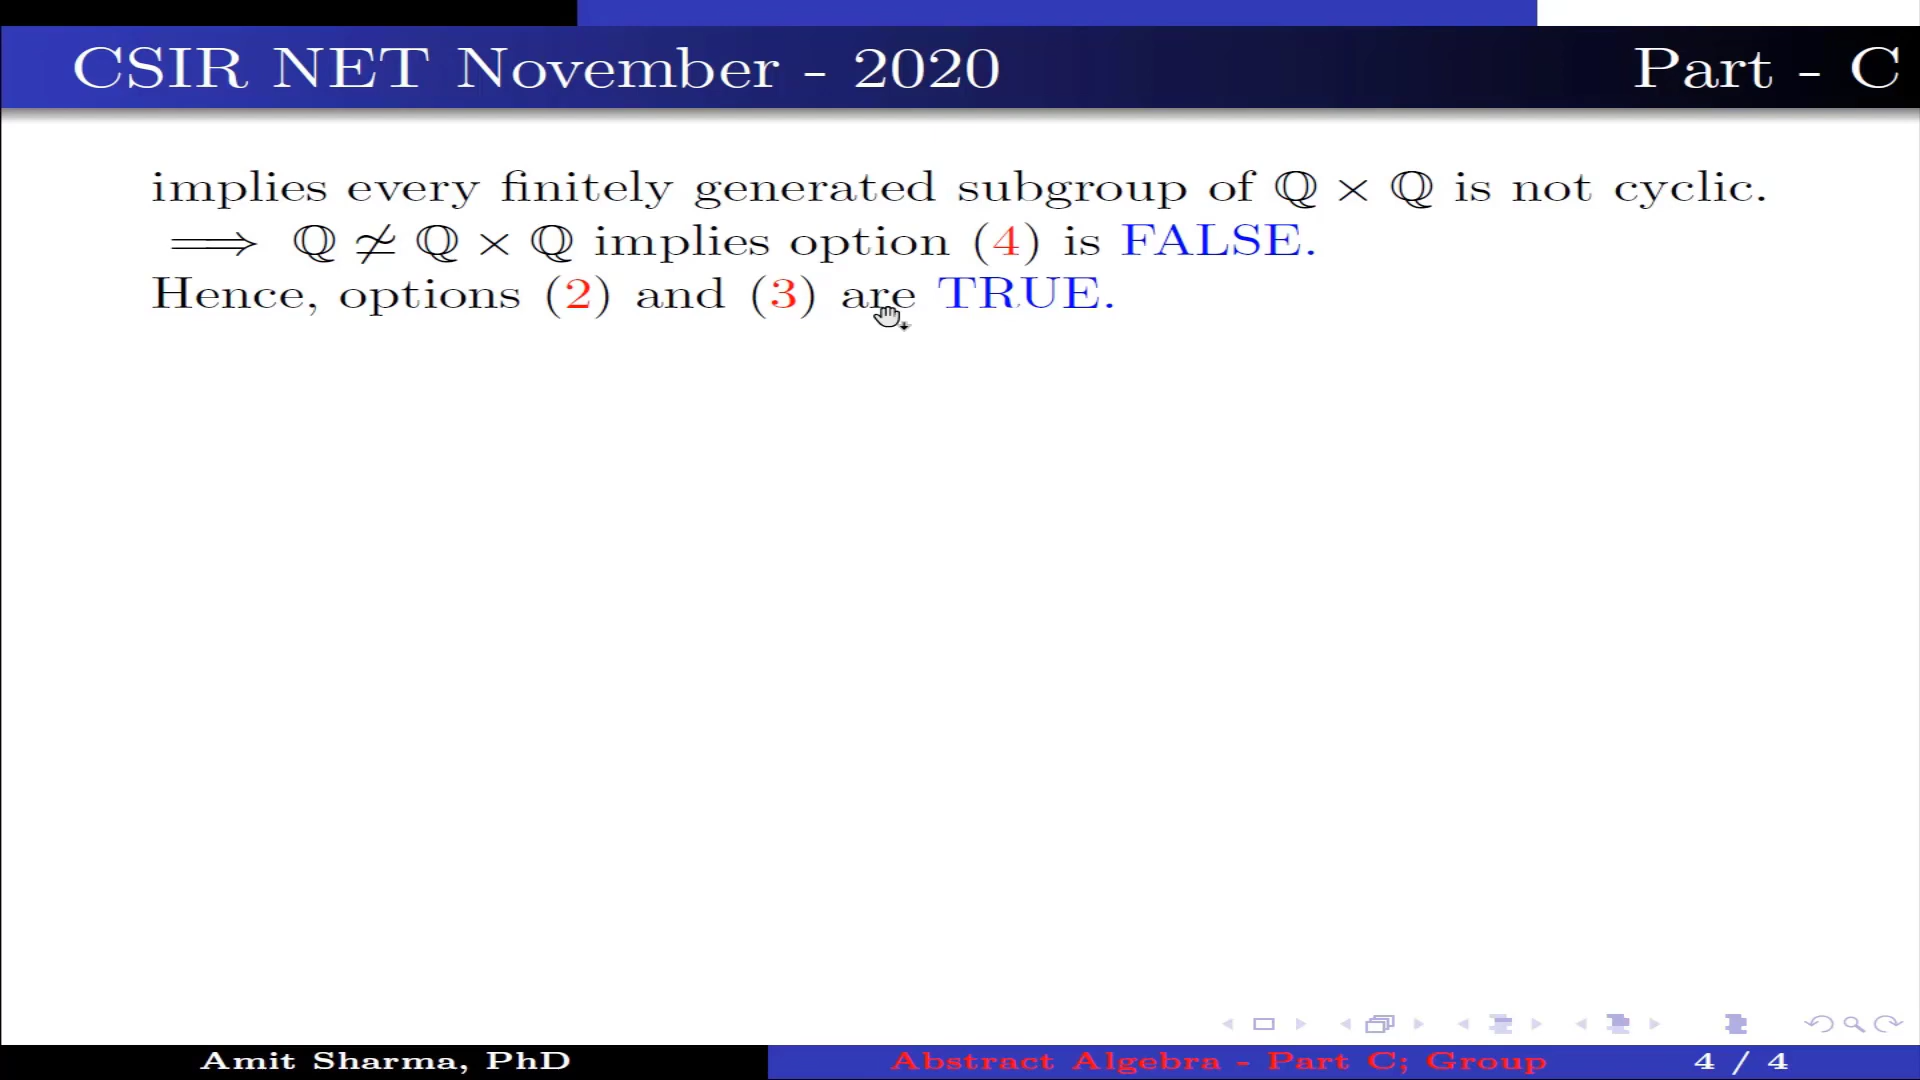 CSIR NET November - 2020 Part - C
implies every finitely generated subgroup of ℚ × ℚ is not cyclic.
⟹ ℚ ≄ ℚ × ℚ implies option (4) is FALSE.
Hence, options (2) and (3) are TRUE.
Amit Sharma, PhD Abstract Algebra - Part C; Group 4 / 4